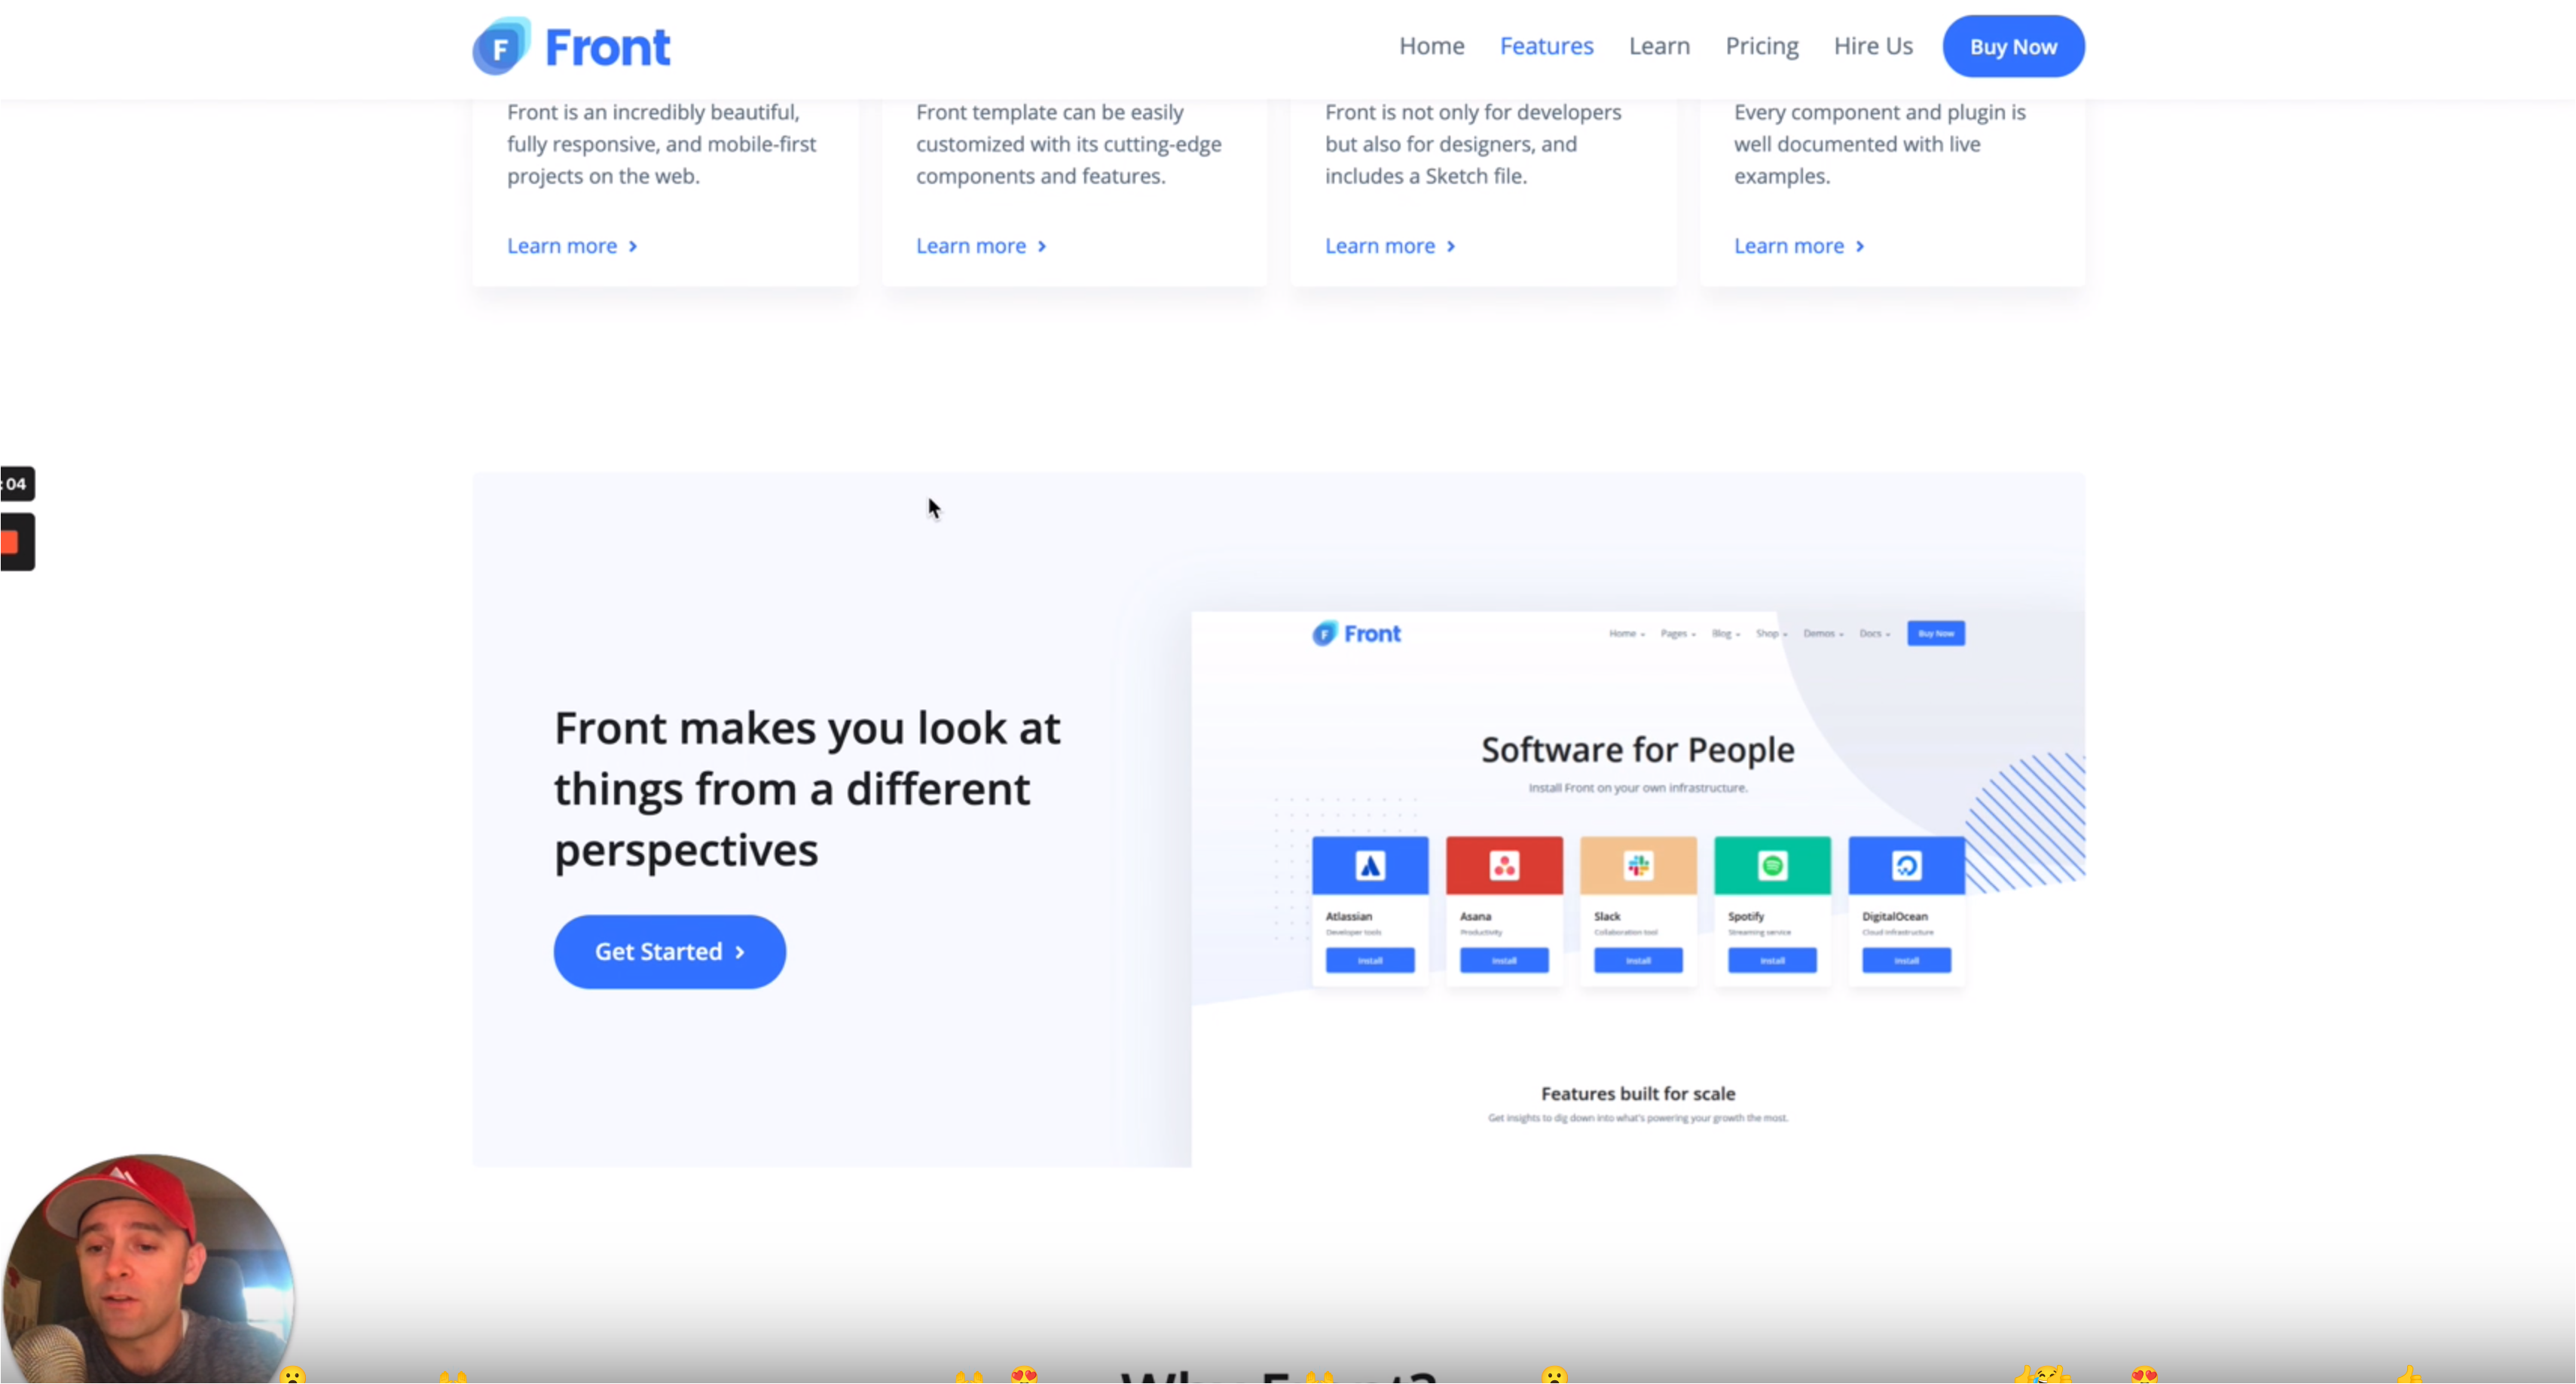 F Front
Home Features Learn Pricing Hire Us Buy Now
Front is an incredibly beautiful,
fully responsive, and mobile-first
projects on the web.
Learn more
Front template can be easily
customized with its cutting-edge
components and features.
Learn more
Front is not only for developers
but also for designers, and
includes a Sketch file.
Learn more
Every component and plugin is
well documented with live
examples.
Learn more
:04
Front makes you look at
things from a different
perspectives
Get Started
F Front
Home Pages Blog Shop Demos Docs Buy Now
Software for People
Install Front on your own infrastructure.
Atlassian
Developer tools
Install
Asana
Productivity
Install
Slack
Collaboration tool
Install
Spotify
Streaming service
Install
DigitalOcean
Cloud infrastructure
Install
Features built for scale
Get insights to dig down into what's powering your growth the most.